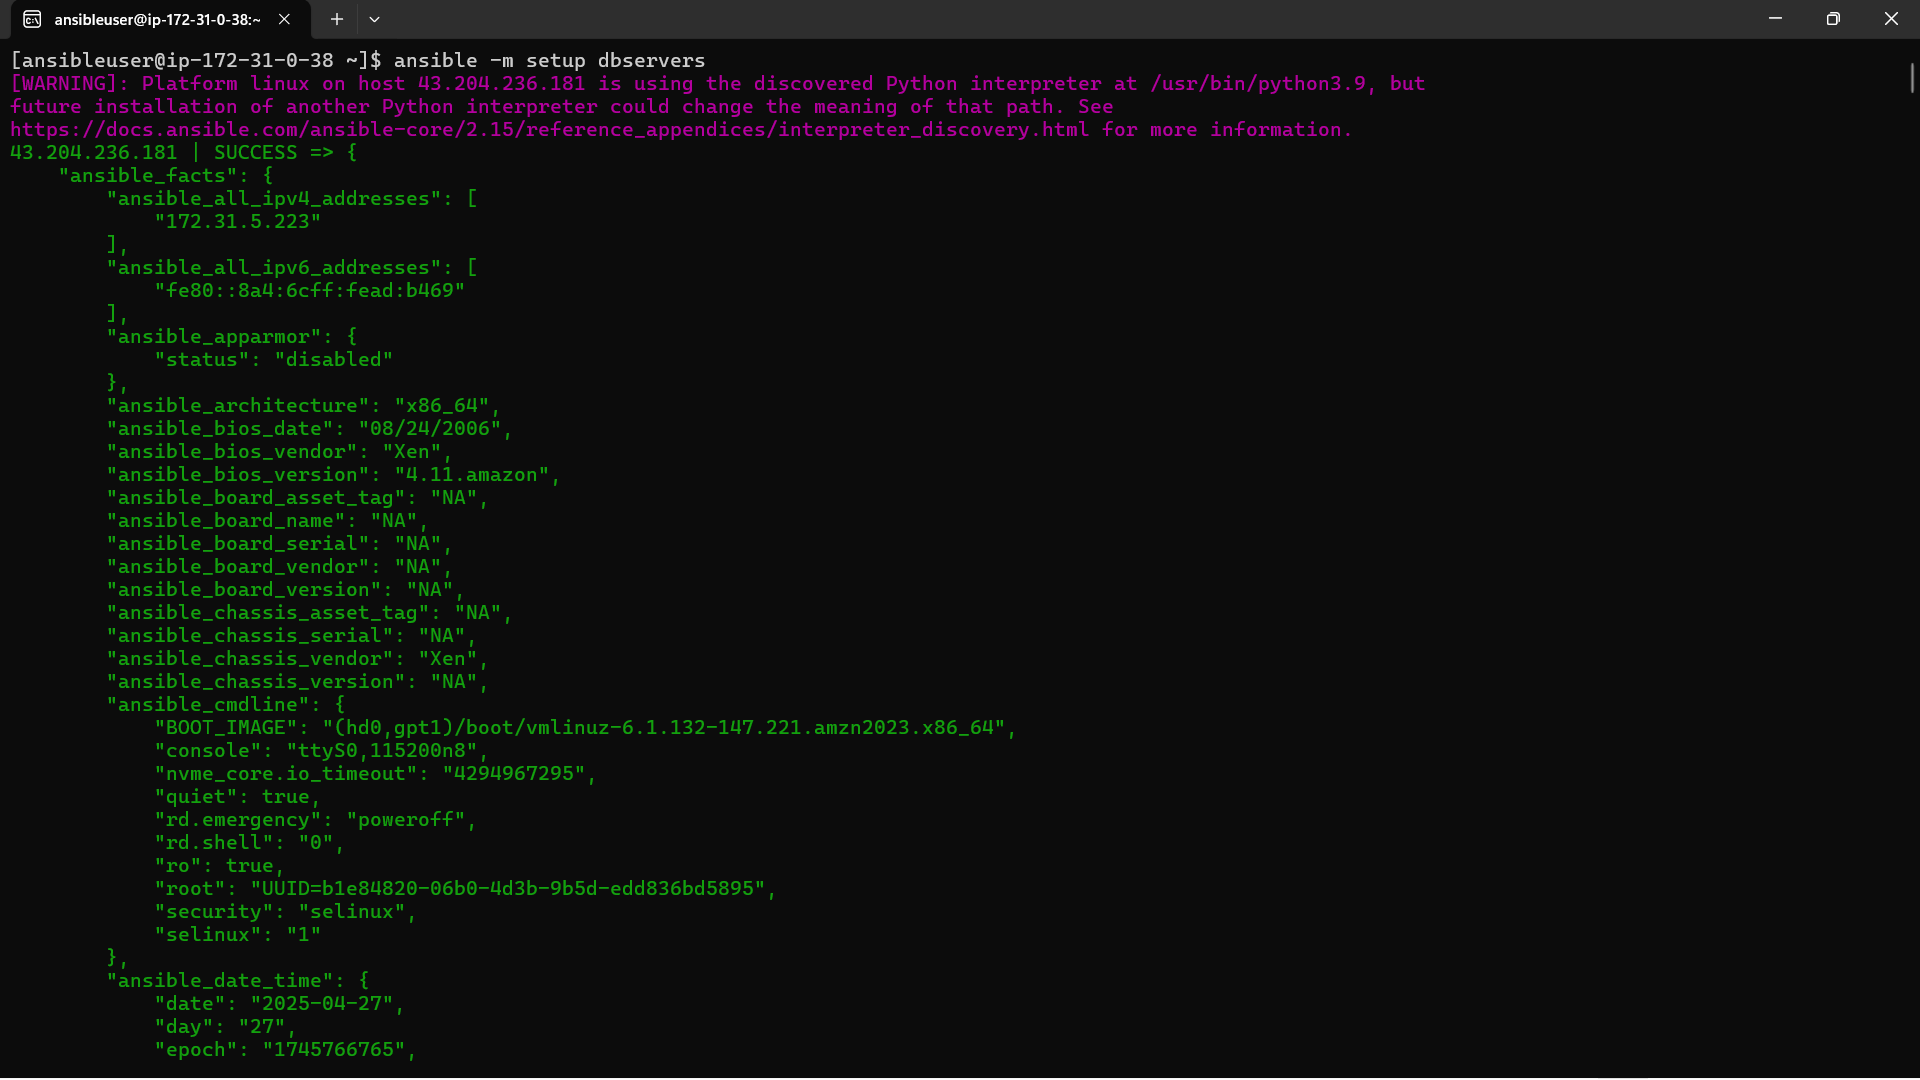 ansibleuser@ip-172-31-0-38:~
[ansibleuser@ip-172-31-0-38 ~]$ ansible -m setup dbservers
[WARNING]: Platform linux on host 43.204.236.181 is using the discovered Python interpreter at /usr/bin/python3.9, but
future installation of another Python interpreter could change the meaning of that path. See
https://docs.ansible.com/ansible-core/2.15/reference_appendices/interpreter_discovery.html for more information.
43.204.236.181 | SUCCESS => {
    "ansible_facts": {
        "ansible_all_ipv4_addresses": [
            "172.31.5.223"
        ],
        "ansible_all_ipv6_addresses": [
            "fe80::8a4:6cff:fead:b469"
        ],
        "ansible_apparmor": {
            "status": "disabled"
        },
        "ansible_architecture": "x86_64",
        "ansible_bios_date": "08/24/2006",
        "ansible_bios_vendor": "Xen",
        "ansible_bios_version": "4.11.amazon",
        "ansible_board_asset_tag": "NA",
        "ansible_board_name": "NA",
        "ansible_board_serial": "NA",
        "ansible_board_vendor": "NA",
        "ansible_board_version": "NA",
        "ansible_chassis_asset_tag": "NA",
        "ansible_chassis_serial": "NA",
        "ansible_chassis_vendor": "Xen",
        "ansible_chassis_version": "NA",
        "ansible_cmdline": {
            "BOOT_IMAGE": "(hd0,gpt1)/boot/vmlinuz-6.1.132-147.221.amzn2023.x86_64",
            "console": "ttyS0,115200n8",
            "nvme_core.io_timeout": "4294967295",
            "quiet": true,
            "rd.emergency": "poweroff",
            "rd.shell": "0",
            "ro": true,
            "root": "UUID=b1e84820-06b0-4d3b-9b5d-edd836bd5895",
            "security": "selinux",
            "selinux": "1"
        },
        "ansible_date_time": {
            "date": "2025-04-27",
            "day": "27",
            "epoch": "1745766765",